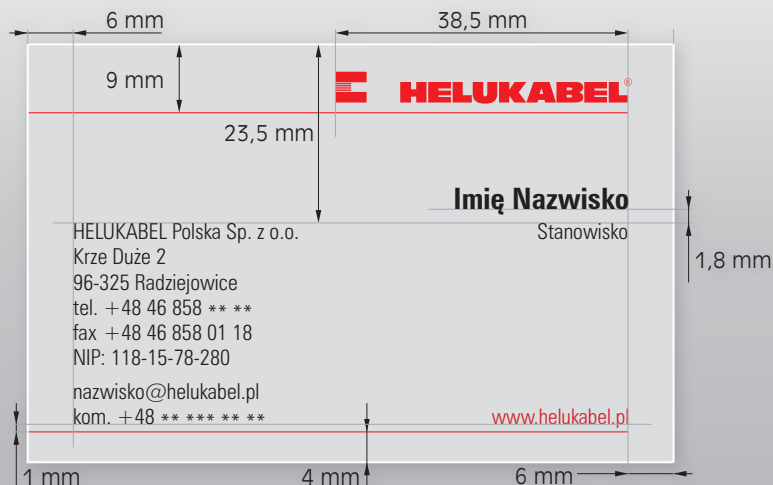 6 mm
38,5 mm
9 mm
HELUKABEL®
23,5 mm
Imię Nazwisko
Stanowisko
1,8 mm
HELUKABEL Polska Sp. z o.o.
Krze Duże 2
96-325 Radziejowice
tel. +48 46 858 ** **
fax +48 46 858 01 18
NIP: 118-15-78-280
nazwisko@helukabel.pl
kom. +48 ** *** ** **
www.helukabel.pl
1 mm
4 mm
6 mm